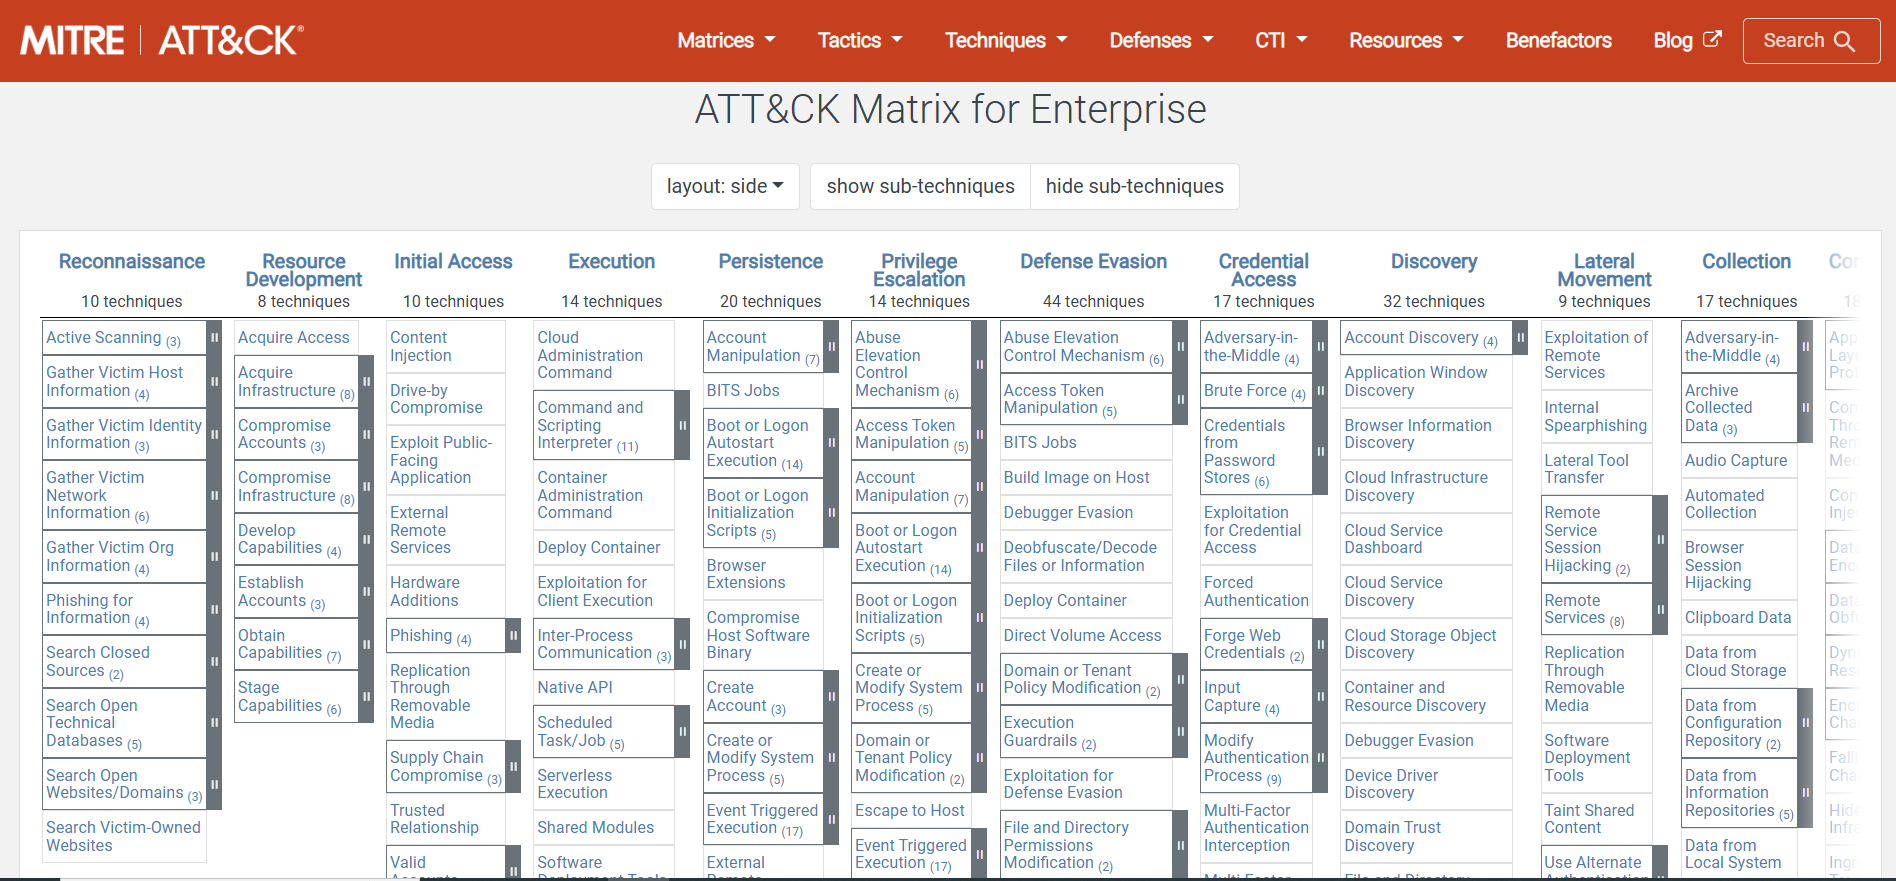 MITRE | ATT&CK®
Matrices
Tactics
Techniques
Defenses
CTI
Resources
Benefactors
Blog
Search
ATT&CK Matrix for Enterprise
layout: side
show sub-techniques
hide sub-techniques
Reconnaissance
10 techniques
Active Scanning (3)
Gather Victim Host
Information (4)
Gather Victim Identity
Information (3)
Gather Victim
Network
Information (6)
Gather Victim Org
Information (4)
Phishing for
Information (4)
Search Closed
Sources (2)
Search Open
Technical
Databases (5)
Search Open
Websites/Domains (3)
Search Victim-Owned
Websites
Resource
Development
8 techniques
Acquire Access
Acquire
Infrastructure (8)
Compromise
Accounts (3)
Compromise
Infrastructure (8)
Develop
Capabilities (4)
Establish
Accounts (3)
Obtain
Capabilities (7)
Stage
Capabilities (6)
Initial Access
10 techniques
Content
Injection
Drive-by
Compromise
Exploit Public-
Facing
Application
External
Remote
Services
Hardware
Additions
Phishing (4)
Replication
Through
Removable
Media
Supply Chain
Compromise (3)
Trusted
Relationship
Valid
Execution
14 techniques
Cloud
Administration
Command
Command and
Scripting
Interpreter (11)
Container
Administration
Command
Deploy Container
Exploitation for
Client Execution
Inter-Process
Communication (3)
Native API
Scheduled
Task/Job (5)
Serverless
Execution
Shared Modules
Software
Persistence
20 techniques
Account
Manipulation (7)
BITS Jobs
Boot or Logon
Autostart
Execution (14)
Boot or Logon
Initialization
Scripts (5)
Browser
Extensions
Compromise
Host Software
Binary
Create
Account (3)
Create or
Modify System
Process (5)
Event Triggered
Execution (17)
External
Privilege
Escalation
14 techniques
Abuse
Elevation
Control
Mechanism (6)
Access Token
Manipulation (5)
Account
Manipulation (7)
Boot or Logon
Autostart
Execution (14)
Boot or Logon
Initialization
Scripts (5)
Create or
Modify System
Process (5)
Domain or
Tenant Policy
Modification (2)
Escape to Host
Event Triggered
Execution (17)
Defense Evasion
44 techniques
Abuse Elevation
Control Mechanism (6)
Access Token
Manipulation (5)
BITS Jobs
Build Image on Host
Debugger Evasion
Deobfuscate/Decode
Files or Information
Deploy Container
Direct Volume Access
Domain or Tenant
Policy Modification (2)
Execution
Guardrails (2)
Exploitation for
Defense Evasion
File and Directory
Permissions
Modification (2)
Credential
Access
17 techniques
Adversary-in-
the-Middle (4)
Brute Force (4)
Credentials
from
Password
Stores (6)
Exploitation
for Credential
Access
Forced
Authentication
Forge Web
Credentials (2)
Input
Capture (4)
Modify
Authentication
Process (9)
Multi-Factor
Authentication
Interception
Discovery
32 techniques
Account Discovery (4)
Application Window
Discovery
Browser Information
Discovery
Cloud Infrastructure
Discovery
Cloud Service
Dashboard
Cloud Service
Discovery
Cloud Storage Object
Discovery
Container and
Resource Discovery
Debugger Evasion
Device Driver
Discovery
Domain Trust
Discovery
Lateral
Movement
9 techniques
Exploitation of
Remote
Services
Internal
Spearphishing
Lateral Tool
Transfer
Remote
Service
Session
Hijacking (2)
Remote
Services (8)
Replication
Through
Removable
Media
Software
Deployment
Tools
Taint Shared
Content
Use Alternate
Collection
17 techniques
Adversary-in-
the-Middle (4)
Archive
Collected
Data (3)
Audio Capture
Automated
Collection
Browser
Session
Hijacking
Clipboard Data
Data from
Cloud Storage
Data from
Configuration
Repository (2)
Data from
Information
Repositories (5)
Data from
Local System